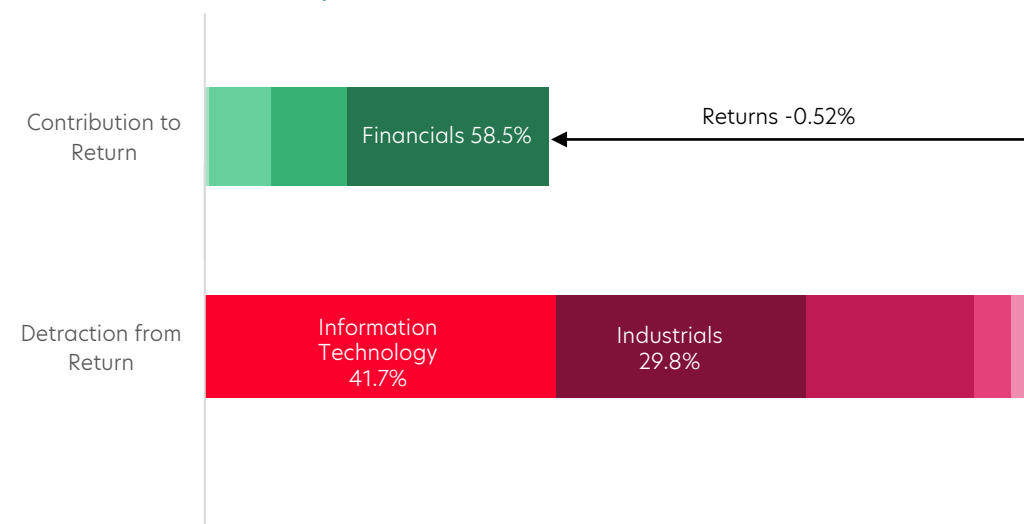 Contribution to
Return
Financials 58.5%
Returns -0.52%
Detraction from
Return
Information
Technology
41.7%
Industrials
29.8%